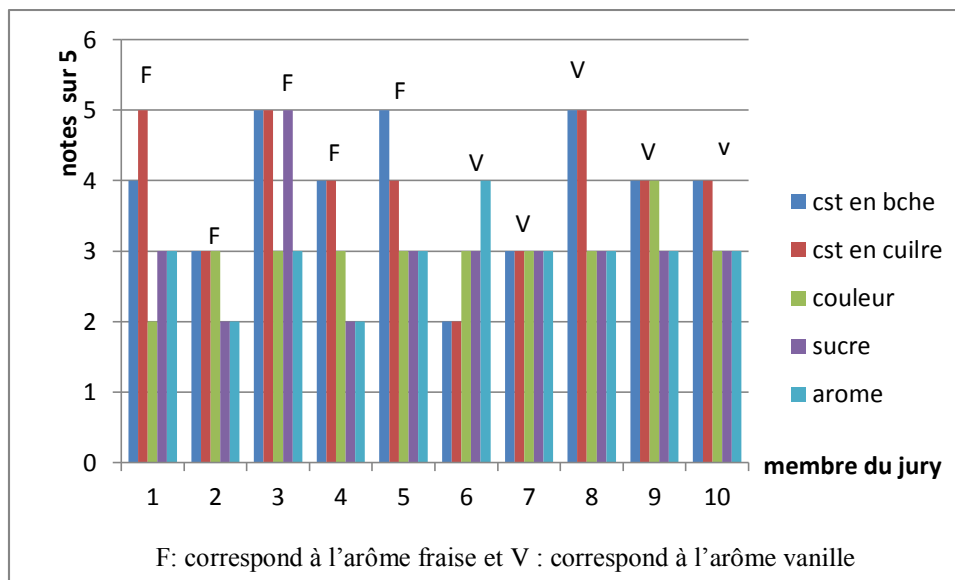 notes sur 5
6
5
4
3
2
1
0
F
F
F
F
F
V
V
V
V
v
1 2 3 4 5 6 7 8 9 10
membre du jury
cst en bche
cst en cuilre
couleur
sucre
arome
F: correspond à l’arôme fraise et V : correspond à l’arôme vanille